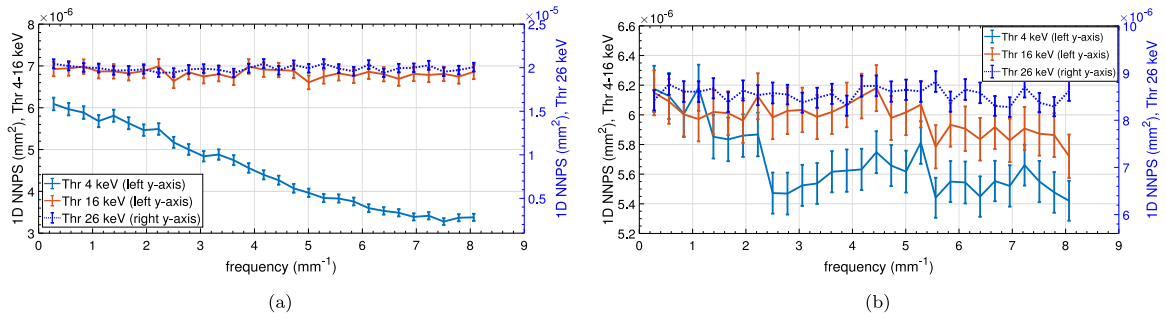 ×10⁻⁶
×10⁻⁵
8
7
6
5
4
3
1D NNPS (mm²), Thr 4-16 keV
2.5
2
1.5
1
0.5
1D NNPS (mm²), Thr 26 keV
Thr 4 keV (left y-axis)
Thr 16 keV (left y-axis)
Thr 26 keV (right y-axis)
0 1 2 3 4 5 6 7 8 9
frequency (mm⁻¹)
(a)
×10⁻⁶
×10⁻⁶
6.6
6.4
6.2
6
5.8
5.6
5.4
5.2
1D NNPS (mm²), Thr 4-16 keV
10
9
8
7
6
1D NNPS (mm²), Thr 26 keV
Thr 4 keV (left y-axis)
Thr 16 keV (left y-axis)
Thr 26 keV (right y-axis)
0 1 2 3 4 5 6 7 8 9
frequency (mm⁻¹)
(b)